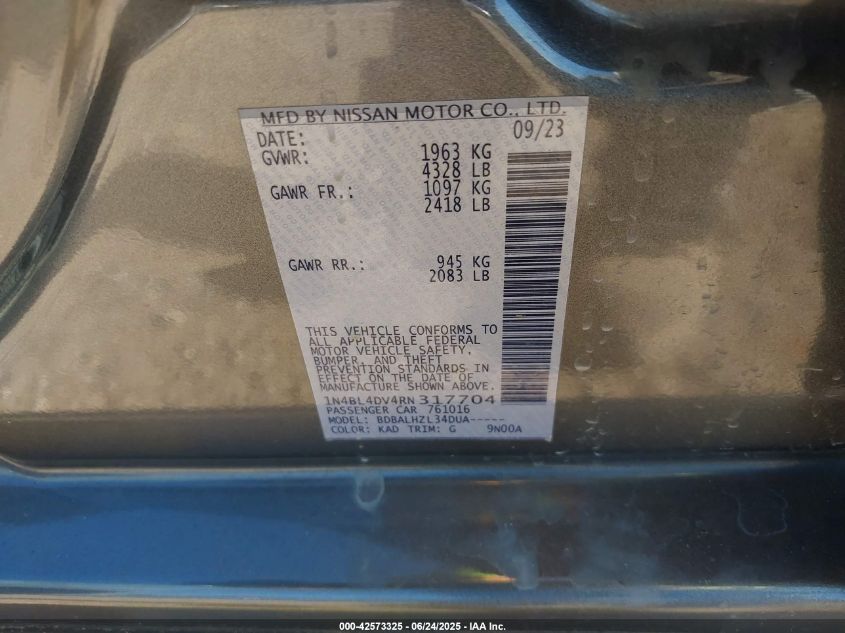 MFD BY NISSAN MOTOR CO., LTD.
DATE: 09/23
GVWR: 1963 KG
4328 LB
GAWR FR.: 1097 KG
2418 LB
GAWR RR.: 945 KG
2083 LB
THIS VEHICLE CONFORMS TO
ALL APPLICABLE FEDERAL
MOTOR VEHICLE SAFETY,
BUMPER, AND THEFT
PREVENTION STANDARDS IN
EFFECT ON THE DATE OF
MANUFACTURE SHOWN ABOVE.
1N4BL4DV4RN317704
PASSENGER CAR 761016
MODEL: BDBALHZL34DUA-----
COLOR: KAD TRIM: G 9N00A
000-42573325 - 06/24/2025 - IAA Inc.